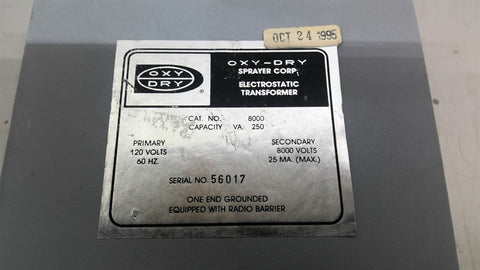 OCT 24 1995
OXY
DRY
®
OXY-DRY
SPRAYER CORP.
ELECTROSTATIC
TRANSFORMER
CAT. NO. 8000
CAPACITY VA. 250
PRIMARY
120 VOLTS
60 HZ.
SECONDARY
8000 VOLTS
25 MA. (MAX.)
SERIAL NO. 56017
ONE END GROUNDED
EQUIPPED WITH RADIO BARRIER